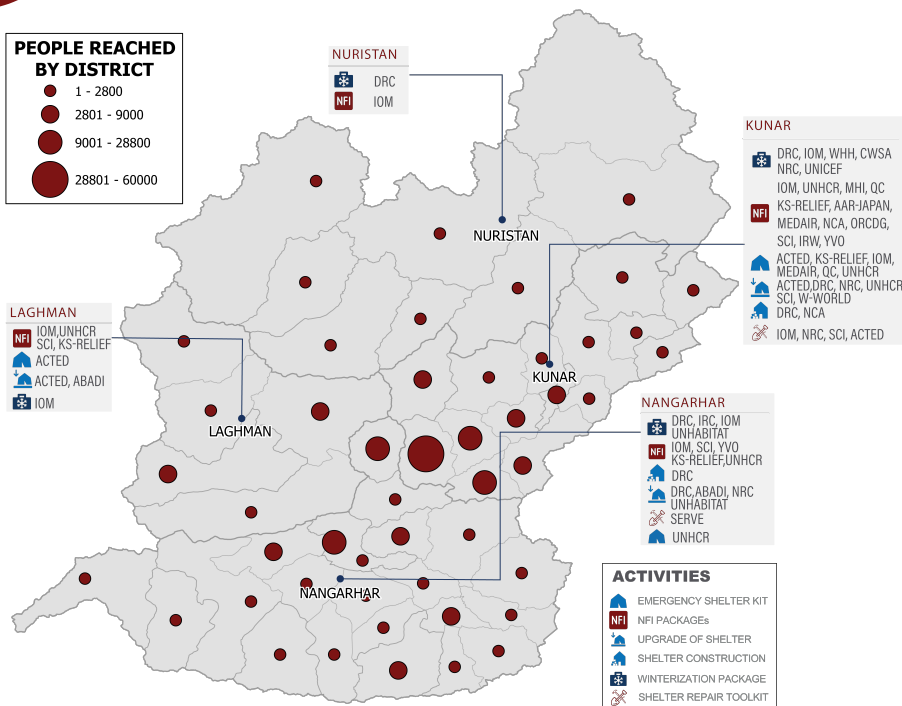 PEOPLE REACHED
BY DISTRICT
1 - 2800
2801 - 9000
9001 - 28800
28801 - 60000
NURISTAN
DRC
NFI
IOM
KUNAR
DRC, IOM, WHH, CWSA
NRC, UNICEF
IOM, UNHCR, MHI, QC
NFI
KS-RELIEF, AAR-JAPAN,
MEDAIR, NCA, ORCDG,
SCI, IRW, YVO
ACTED, KS-RELIEF, IOM,
MEDAIR, QC, UNHCR
ACTED,DRC, NRC, UNHCR
SCI, W-WORLD
DRC, NCA
IOM, NRC, SCI, ACTED
NURISTAN
LAGHMAN
NFI
IOM,UNHCR
SCI, KS-RELIEF
ACTED
ACTED, ABADI
IOM
KUNAR
LAGHMAN
NANGARHAR
DRC, IRC, IOM
UNHABITAT
NFI
IOM, SCI, YVO
KS-RELIEF,UNHCR
DRC
DRC,ABADI, NRC
UNHABITAT
SERVE
UNHCR
NANGARHAR
ACTIVITIES
EMERGENCY SHELTER KIT
NFI
NFI PACKAGEs
UPGRADE OF SHELTER
SHELTER CONSTRUCTION
WINTERIZATION PACKAGE
SHELTER REPAIR TOOLKIT